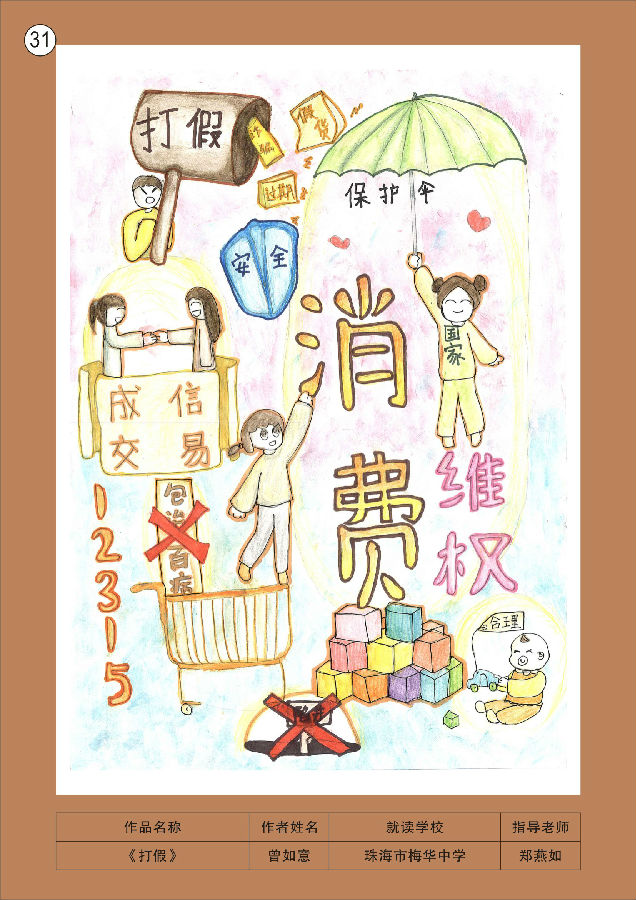 31
打假
诈骗
假货
过期
保护伞
安全
国家
消费
维权
成信
交易
包治百病
12315
合理
作品名称 作者姓名 就读学校 指导老师
《打假》 曾如意 珠海市梅华中学 郑燕如